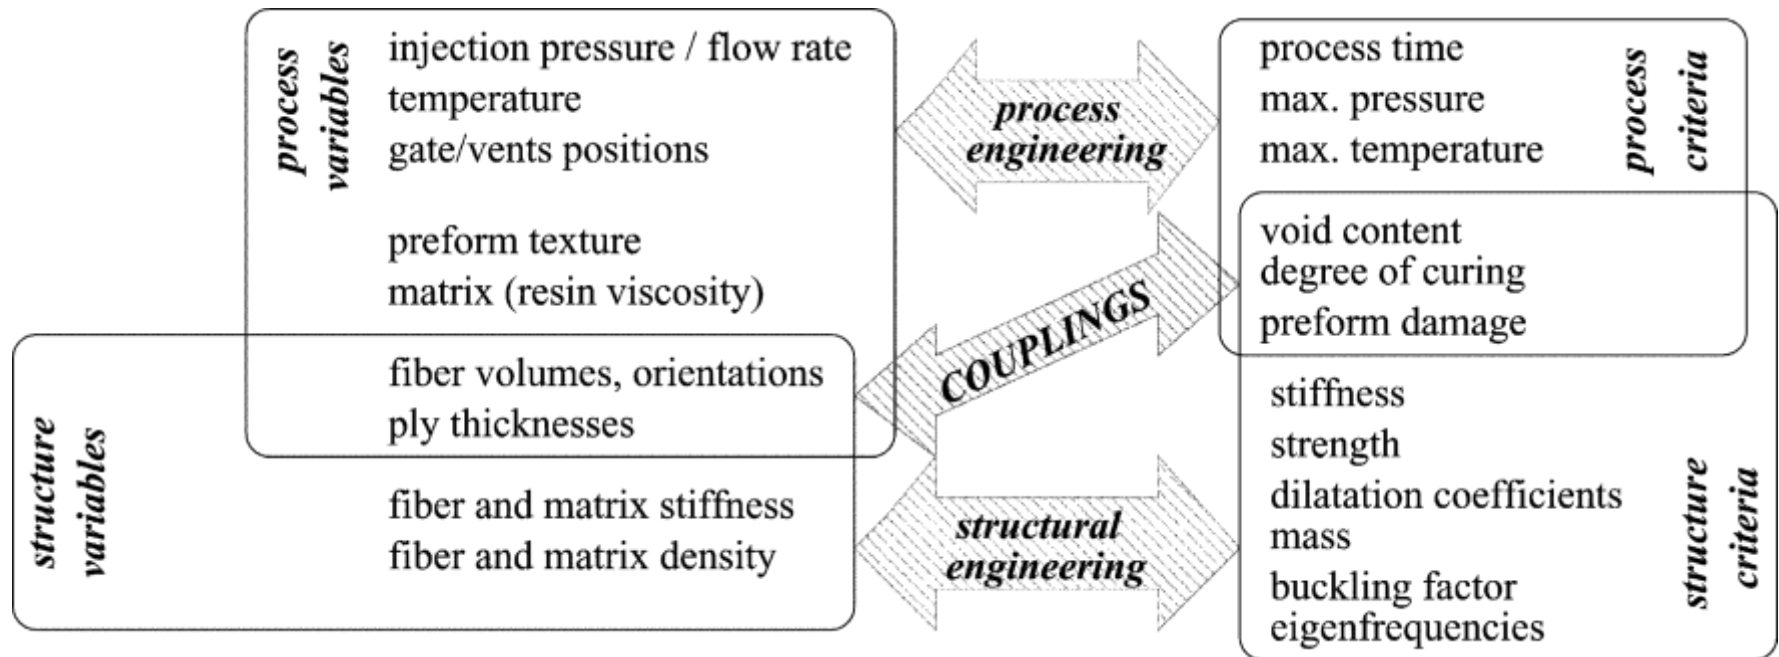 process
variables
injection pressure / flow rate
temperature
gate/vents positions
preform texture
matrix (resin viscosity)
fiber volumes, orientations
ply thicknesses
structure
variables
fiber and matrix stiffness
fiber and matrix density
process
engineering
COUPLINGS
structural
engineering
process time
max. pressure
max. temperature
process
criteria
void content
degree of curing
preform damage
stiffness
strength
dilatation coefficients
mass
buckling factor
eigenfrequencies
structure
criteria